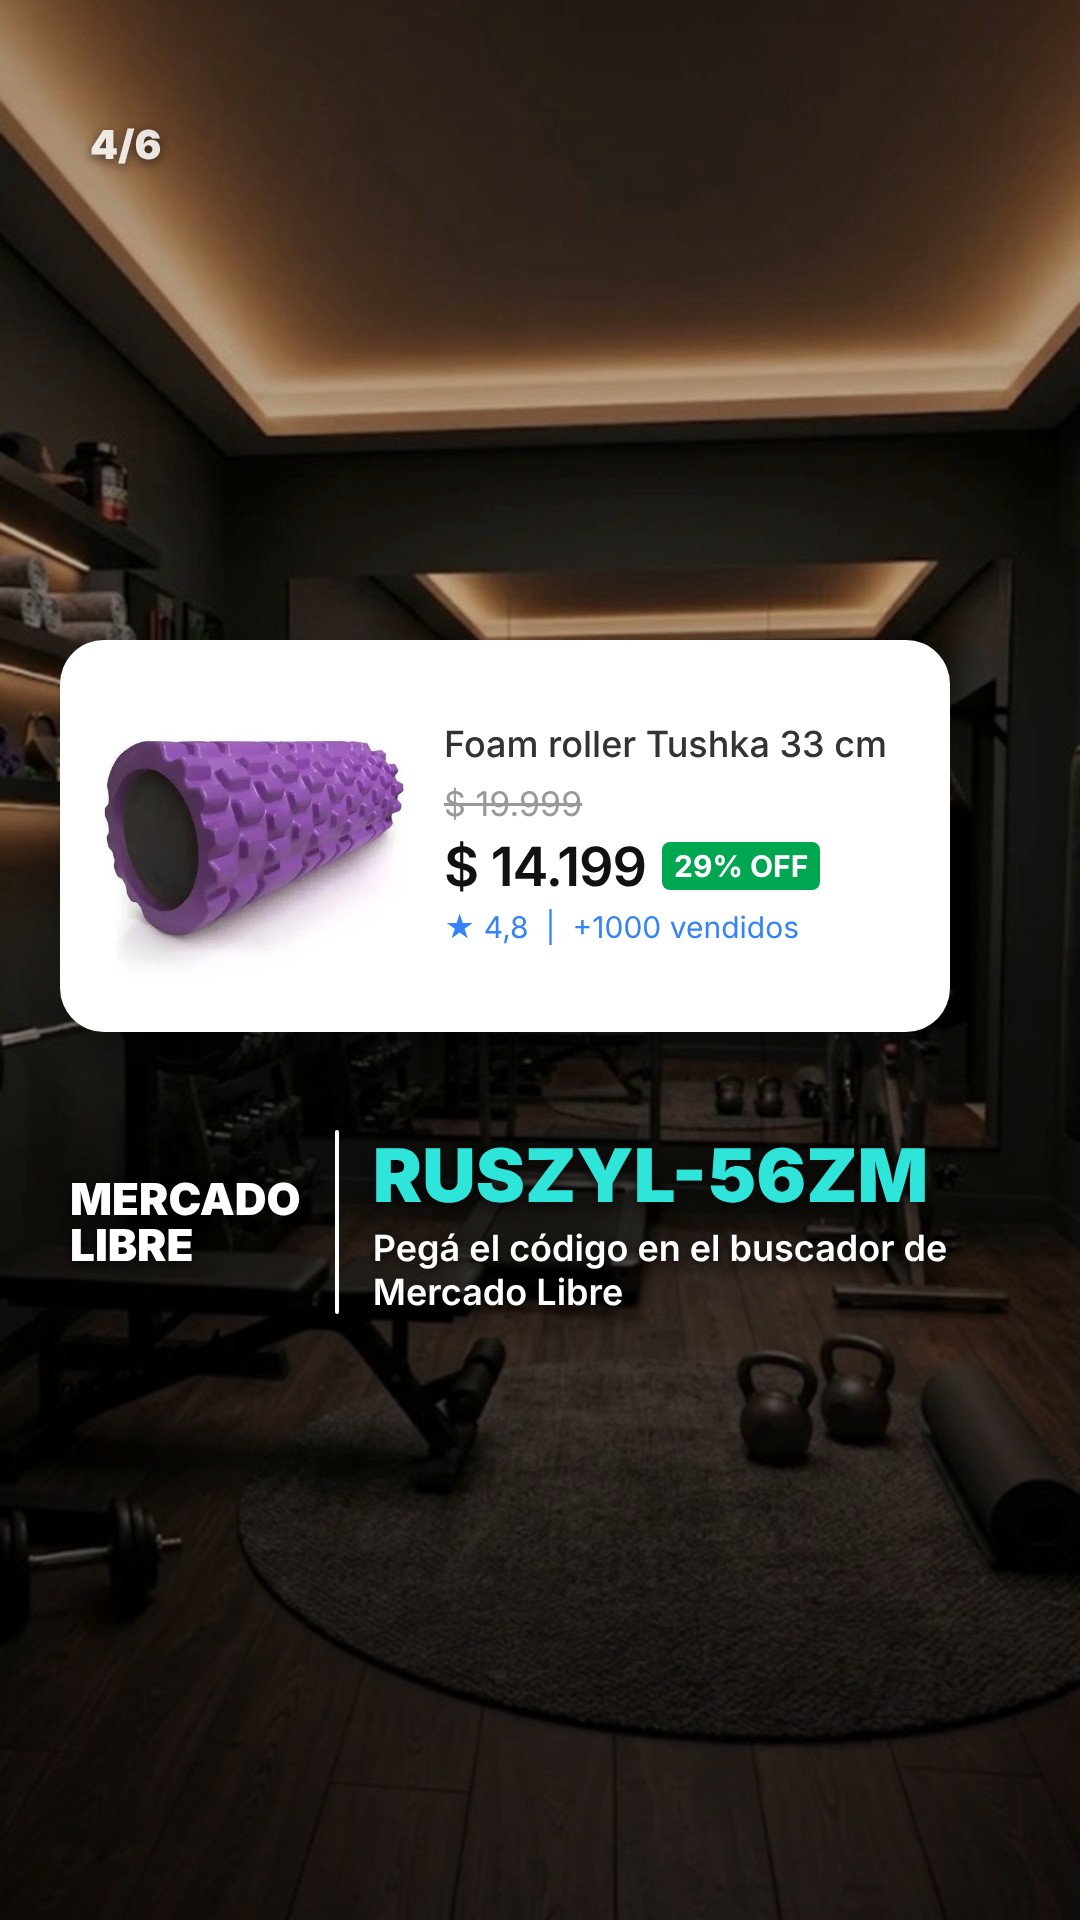 4/6
Foam roller Tushka 33 cm
$ 19.999
$ 14.199 29% OFF
★ 4,8 | +1000 vendidos
MERCADO
LIBRE
RUSZYL-56ZM
Pegá el código en el buscador de
Mercado Libre